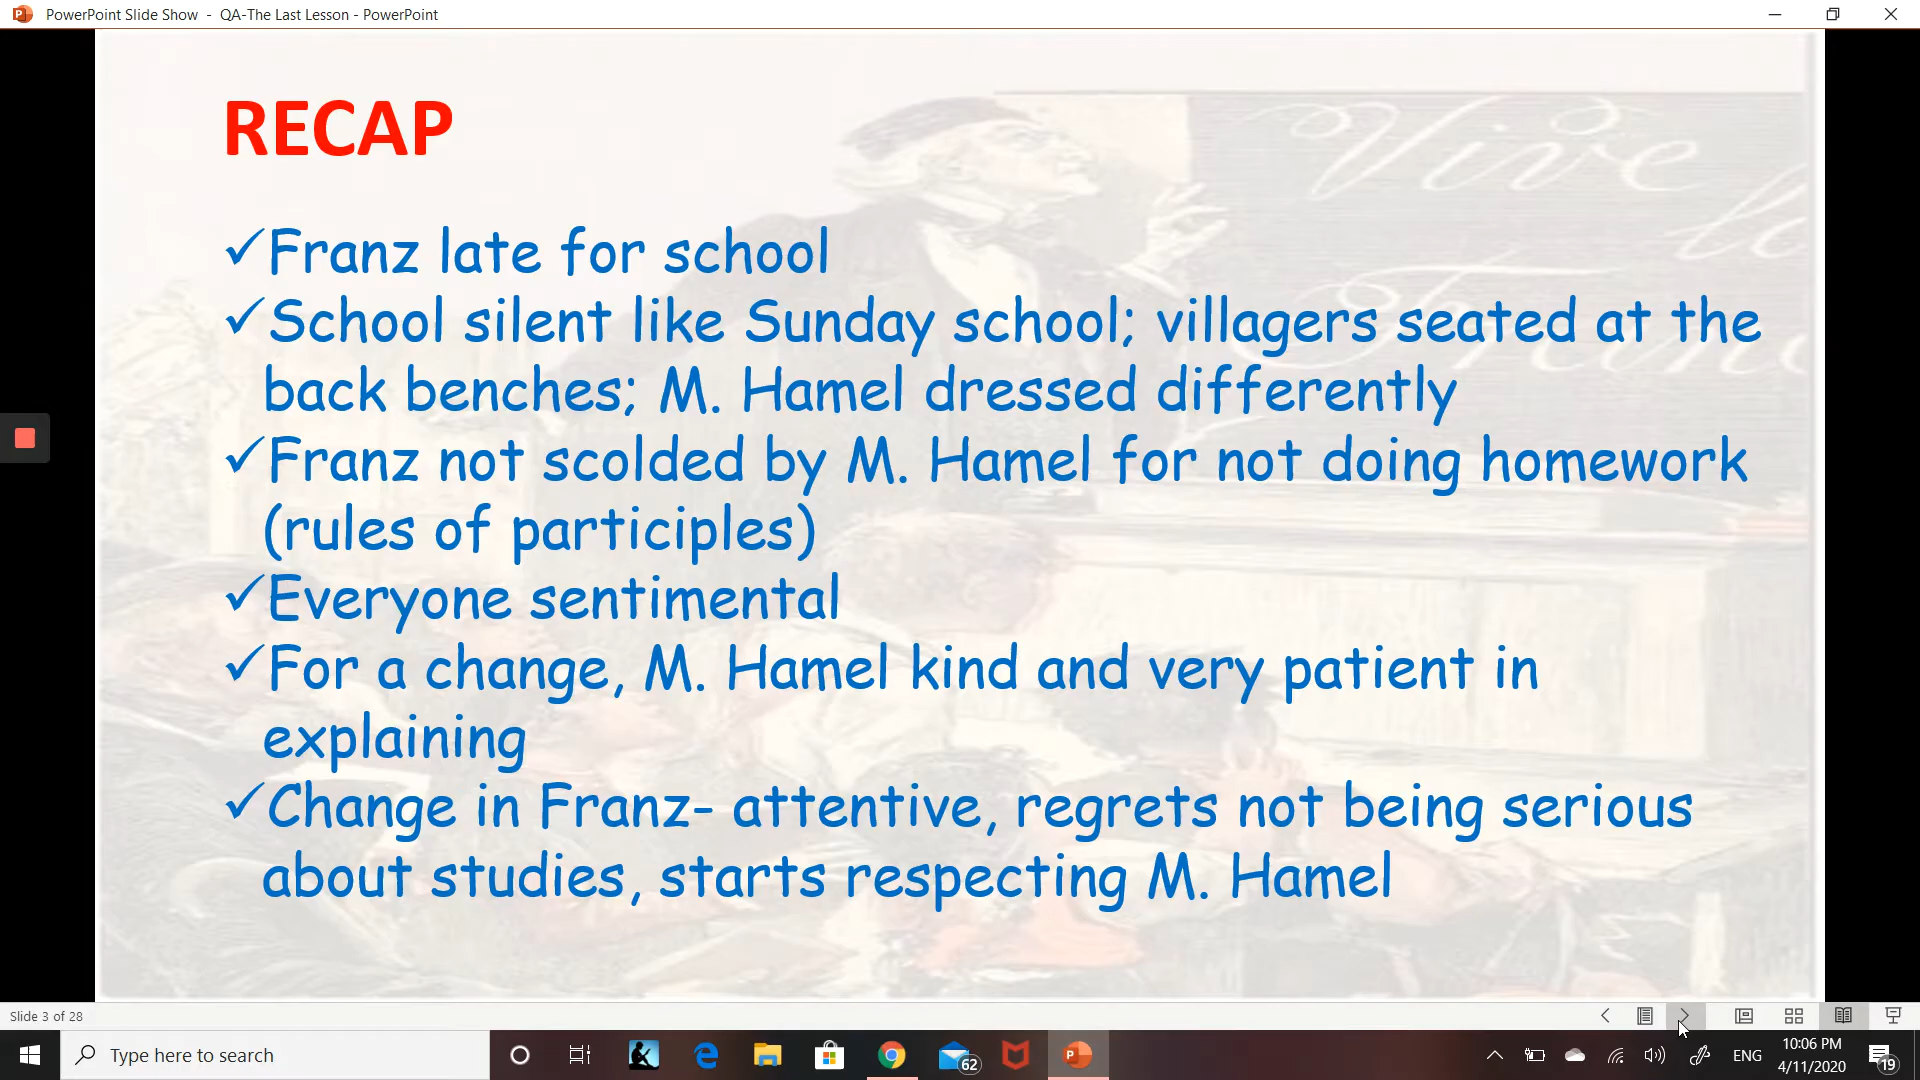 PowerPoint Slide Show - QA-The Last Lesson - PowerPoint
RECAP
Vive
la
✓Franz late for school
✓School silent like Sunday school; villagers seated at the
back benches; M. Hamel dressed differently
✓Franz not scolded by M. Hamel for not doing homework
(rules of participles)
✓Everyone sentimental
✓For a change, M. Hamel kind and very patient in
explaining
✓Change in Franz- attentive, regrets not being serious
about studies, starts respecting M. Hamel
Slide 3 of 28
Type here to search
62
ENG
10:06 PM
4/11/2020
19